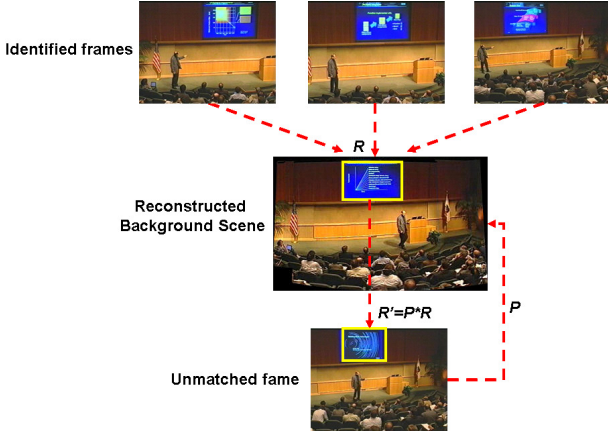 Identified frames
R
Reconstructed
Background Scene
R'=P*R
P
Unmatched fame